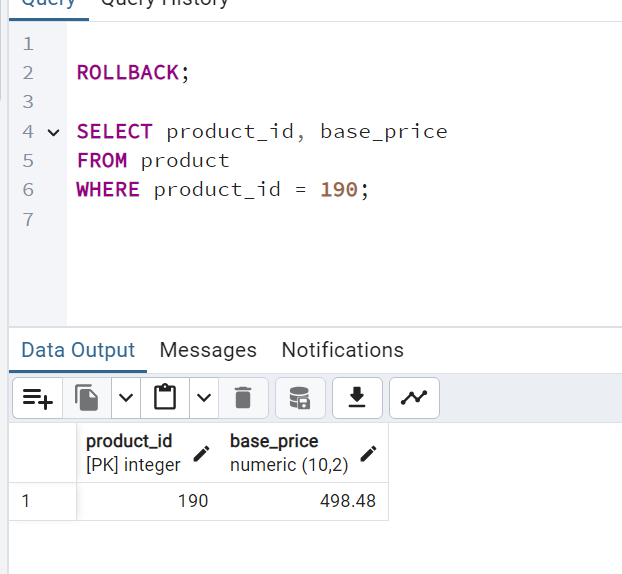 Query Query History
1
2 ROLLBACK;
3
4 SELECT product_id, base_price
5 FROM product
6 WHERE product_id = 190;
7
Data Output Messages Notifications
product_id base_price
[PK] integer numeric (10,2)
1 190 498.48